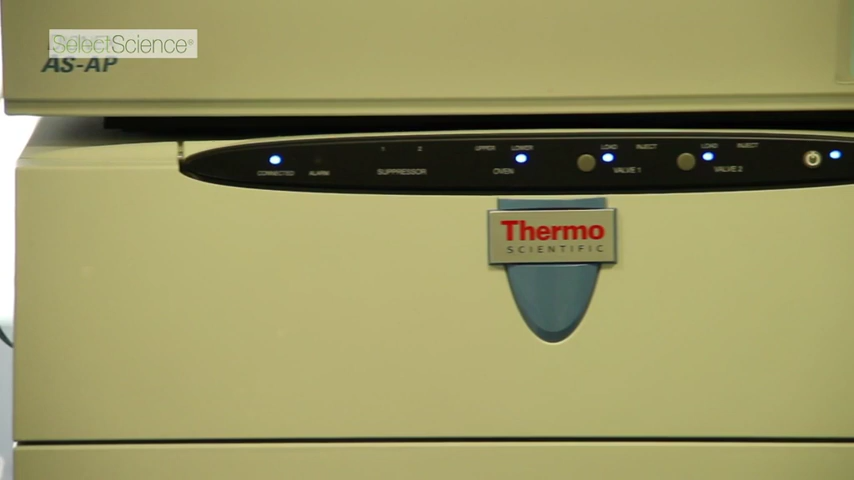 SelectScience®
AS-AP
1 2 UPPER LOWER LOAD INJECT LOAD INJECT
CONNECTED ALARM SUPPRESSOR OVEN VALVE 1 VALVE 2
Thermo
SCIENTIFIC